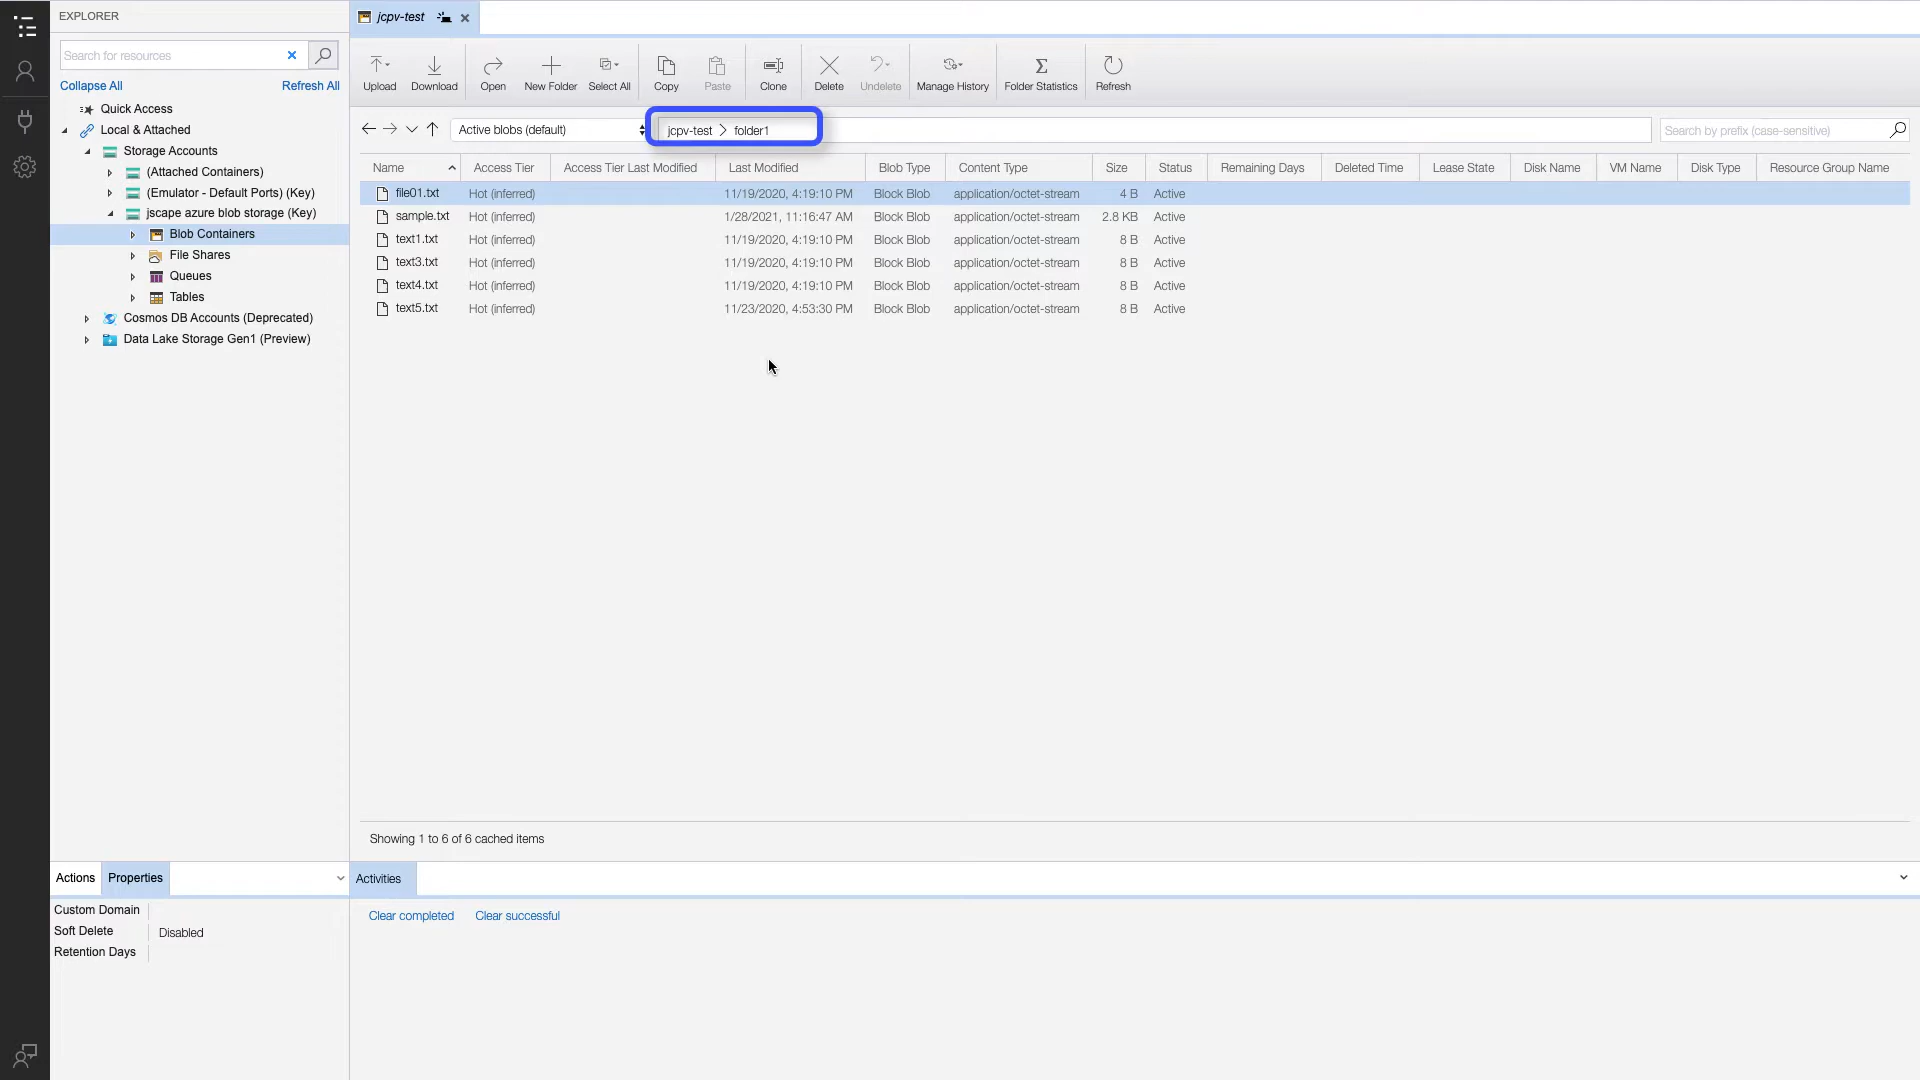 EXPLORER
Search for resources
Collapse All
Refresh All
Quick Access
Local & Attached
Storage Accounts
(Attached Containers)
(Emulator - Default Ports) (Key)
jscape azure blob storage (Key)
Blob Containers
File Shares
Queues
Tables
Cosmos DB Accounts (Deprecated)
Data Lake Storage Gen1 (Preview)
jcpv-test
Upload Download Open New Folder Select All Copy Paste Clone Delete Undelete Manage History Folder Statistics Refresh
Active blobs (default)
jcpv-test > folder1
Search by prefix (case-sensitive)
Name Access Tier Access Tier Last Modified Last Modified Blob Type Content Type Size Status Remaining Days Deleted Time Lease State Disk Name VM Name Disk Type Resource Group Name
file01.txt Hot (inferred) 11/19/2020, 4:19:10 PM Block Blob application/octet-stream 4 B Active
sample.txt Hot (inferred) 1/28/2021, 11:16:47 AM Block Blob application/octet-stream 2.8 KB Active
text1.txt Hot (inferred) 11/19/2020, 4:19:10 PM Block Blob application/octet-stream 8 B Active
text3.txt Hot (inferred) 11/19/2020, 4:19:10 PM Block Blob application/octet-stream 8 B Active
text4.txt Hot (inferred) 11/19/2020, 4:19:10 PM Block Blob application/octet-stream 8 B Active
text5.txt Hot (inferred) 11/23/2020, 4:53:30 PM Block Blob application/octet-stream 8 B Active
Showing 1 to 6 of 6 cached items
Actions Properties
Custom Domain
Soft Delete Disabled
Retention Days
Activities
Clear completed Clear successful